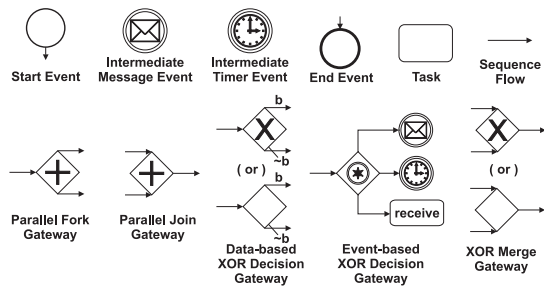 Start Event
Intermediate
Message Event
Intermediate
Timer Event
End Event
Task
Sequence
Flow
Parallel Fork
Gateway
Parallel Join
Gateway
b
X
~b
( or )
b
~b
Data-based
XOR Decision
Gateway
receive
Event-based
XOR Decision
Gateway
X
( or )
XOR Merge
Gateway